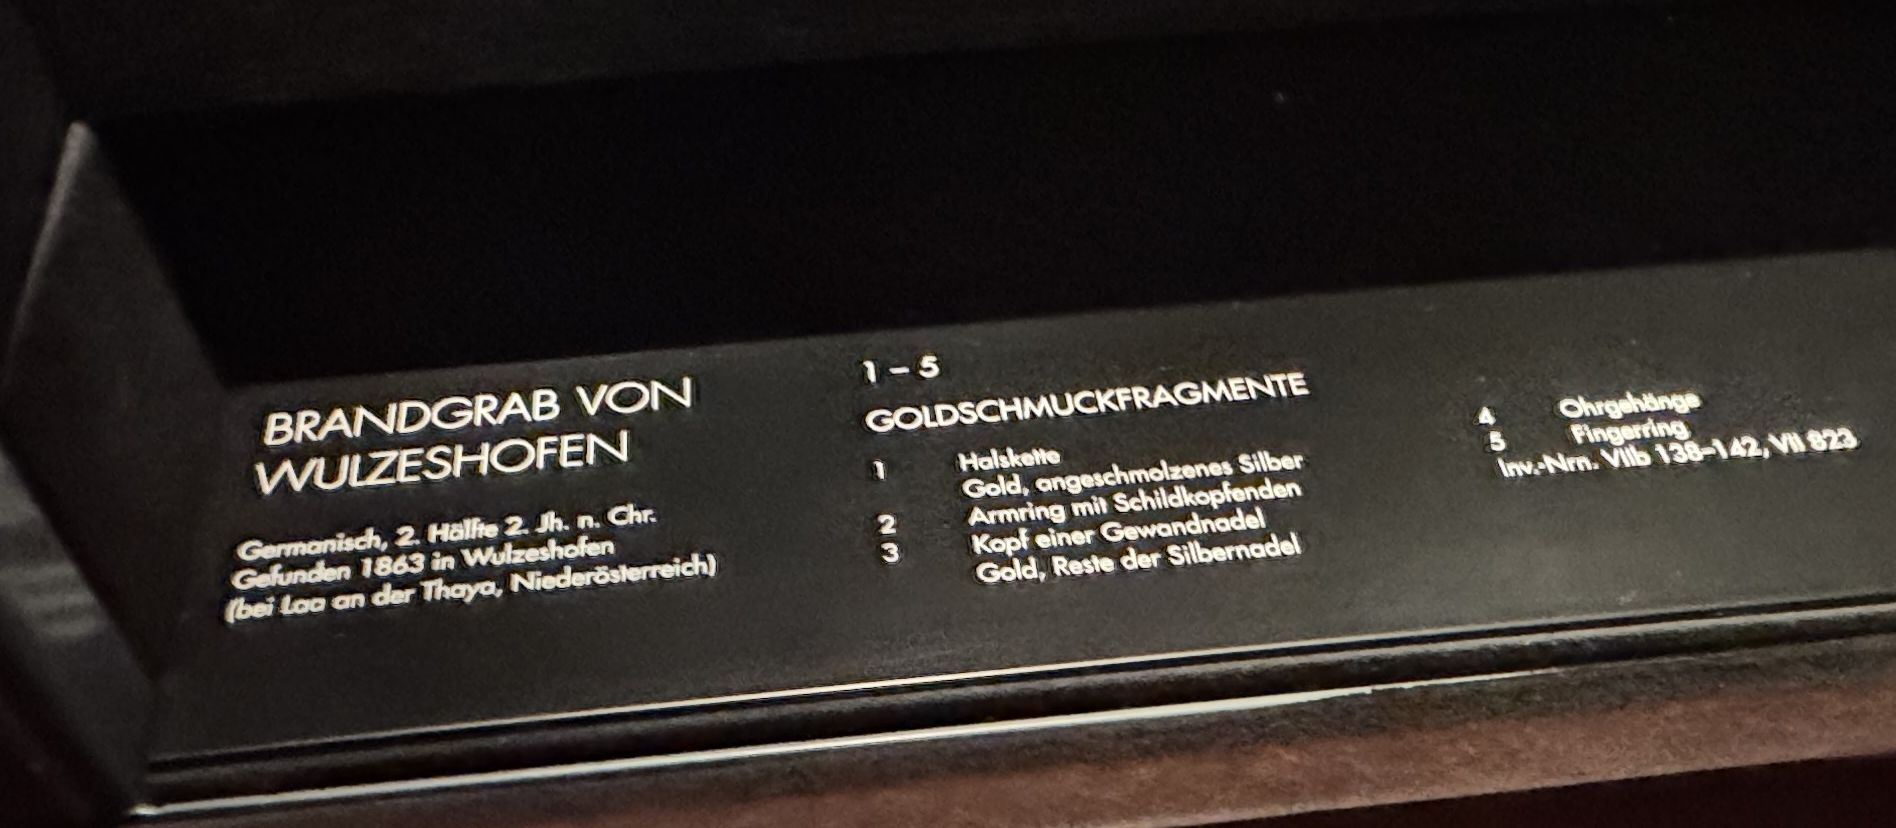 BRANDGRAB VON
WULZESHOFEN
Germanisch, 2. Hälfte 2. Jh. n. Chr.
Gefunden 1863 in Wulzeshofen
(bei Laa an der Thaya, Niederösterreich)
1 – 5
GOLDSCHMUCKFRAGMENTE
1 Halskette
Gold, angeschmolzenes Silber
2 Armring mit Schildkopfenden
3 Kopf einer Gewandnadel
Gold, Reste der Silbernadel
4 Ohrgehänge
5 Fingerring
Inv.-Nrn. VIIb 138–142, VII 823